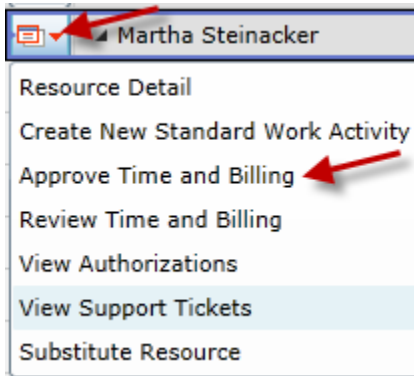 Martha Steinacker
Resource Detail
Create New Standard Work Activity
Approve Time and Billing
Review Time and Billing
View Authorizations
View Support Tickets
Substitute Resource